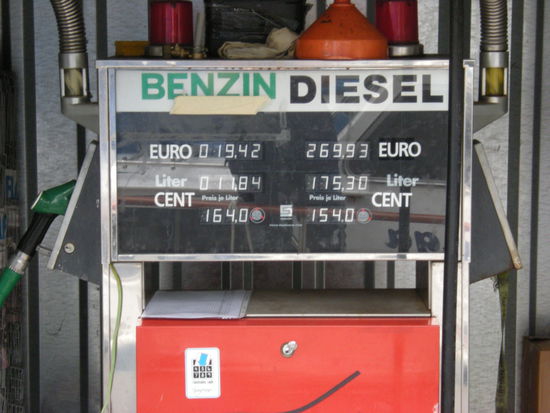 BENZIN DIESEL
EURO 019,42 269,93 EURO
Liter 011,84 175,30 Liter
CENT Preis je Liter Preis je Liter CENT
164,0 154,0